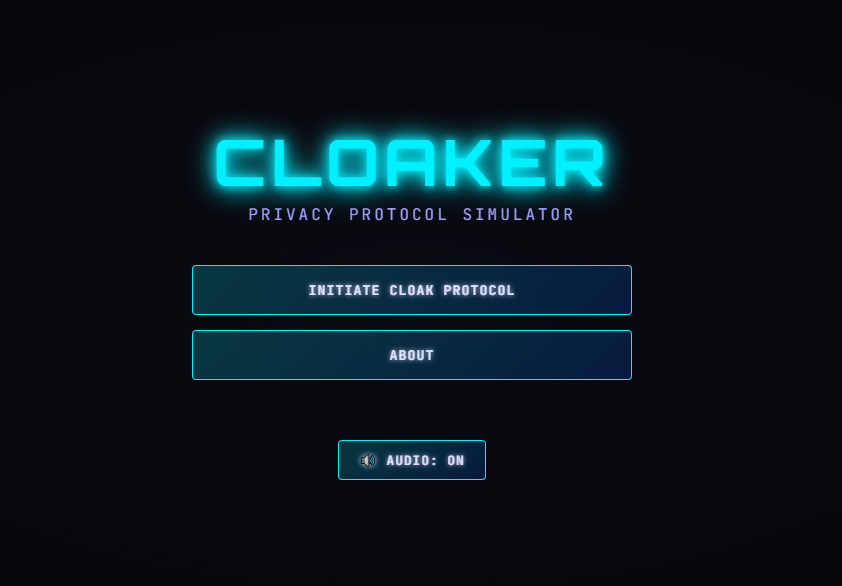 CLOAKER
PRIVACY PROTOCOL SIMULATOR
INITIATE CLOAK PROTOCOL
ABOUT
🔊 AUDIO: ON